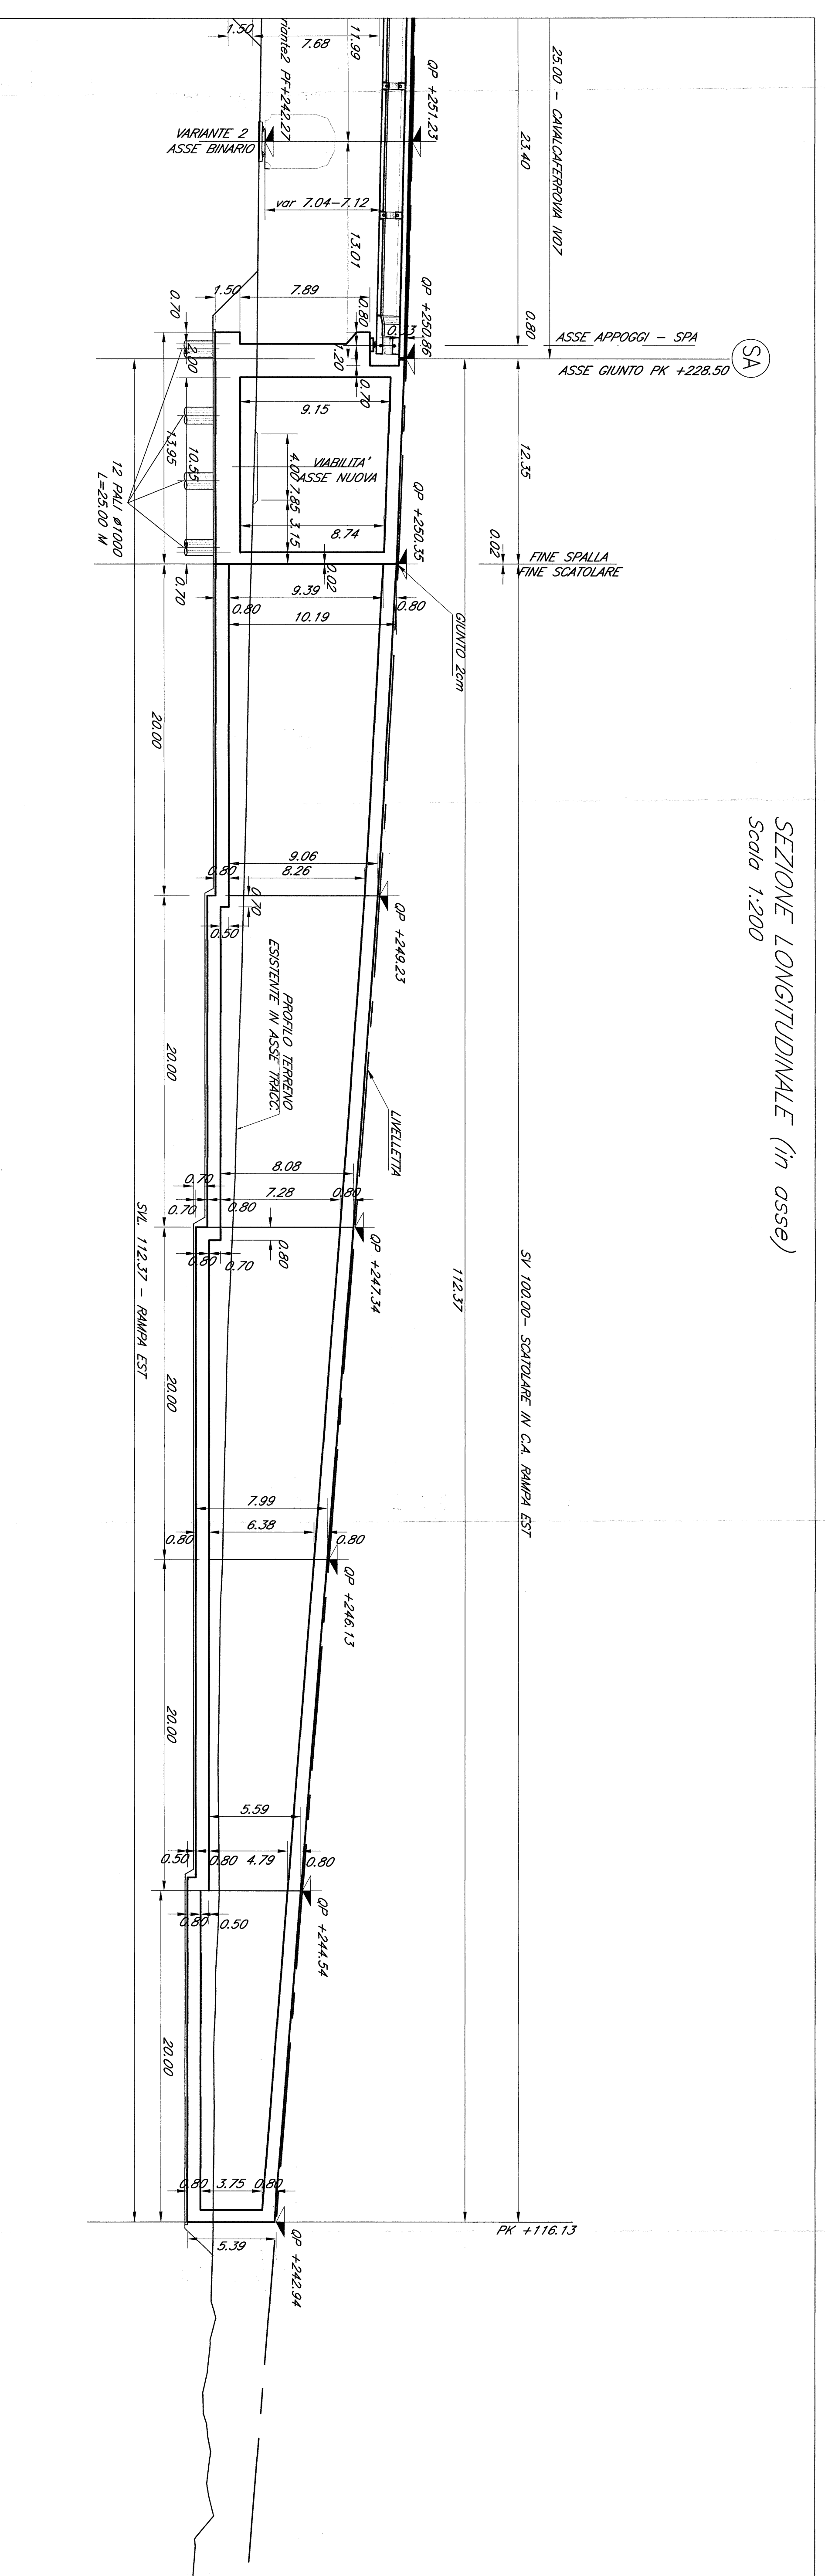 SEZIONE LONGITUDINALE (in asse)
Scala 1:200
25.00 - CAVALCAFERROVIA IV07
23.40
0.80
ASSE APPOGGI - SPA
SA
ASSE GIUNTO PK +228.50
12.35
0.02
FINE SPALLA
FINE SCATOLARE
SV 100.00- SCATOLARE IN C.A. RAMPA EST
112.37
PK +116.13
QP +251.23
QP +250.86
QP +250.35
GIUNTO 2cm
QP +249.23
LIVELLETTA
QP +247.34
QP +246.13
QP +244.54
QP +242.94
1.50
7.68
11.99
riante2 PF+242.27
VARIANTE 2
ASSE BINARIO
var 7.04-7.12
13.01
1.50
7.89
0.80
0.33
1.20
0.70
0.70
2.00
9.15
VIABILITA'
ASSE NUOVA
4.00
7.85
3.15
8.74
0.02
13.95
10.55
12 PALI ø1000
L=25.00 M
0.70
9.39
0.80
0.80
10.19
20.00
9.06
0.80
8.26
0.70
0.50
PROFILO TERRENO
ESISTENTE IN ASSE TRACC.
20.00
8.08
0.70
7.28
0.80
0.70
0.80
0.80
0.80
0.70
SVL. 112.37 - RAMPA EST
20.00
7.99
6.38
0.80
0.80
20.00
5.59
0.50
0.80
4.79
0.80
0.80
0.50
20.00
0.80
3.75
0.80
5.39